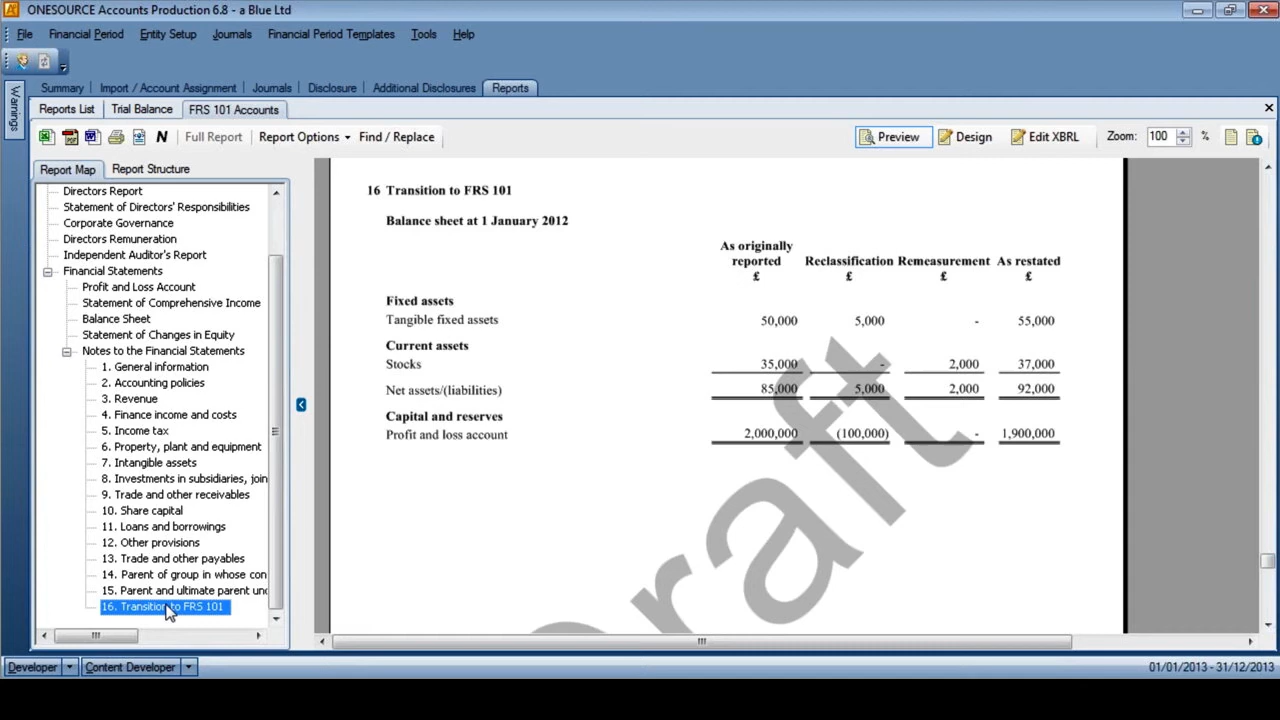 ONESOURCE Accounts Production 6.8 - a Blue Ltd
File Financial Period Entity Setup Journals Financial Period Templates Tools Help
Warnings
Summary Import / Account Assignment Journals Disclosure Additional Disclosures Reports
Reports List Trial Balance FRS 101 Accounts
N Full Report Report Options Find / Replace Preview Design Edit XBRL Zoom: 100 %
Report Map Report Structure
Directors Report
Statement of Directors' Responsibilities
Corporate Governance
Directors Remuneration
Independent Auditor's Report
Financial Statements
Profit and Loss Account
Statement of Comprehensive Income
Balance Sheet
Statement of Changes in Equity
Notes to the Financial Statements
1. General information
2. Accounting policies
3. Revenue
4. Finance income and costs
5. Income tax
6. Property, plant and equipment
7. Intangible assets
8. Investments in subsidiaries, join
9. Trade and other receivables
10. Share capital
11. Loans and borrowings
12. Other provisions
13. Trade and other payables
14. Parent of group in whose con
15. Parent and ultimate parent und
16. Transition to FRS 101
16 Transition to FRS 101
Balance sheet at 1 January 2012
As originally
reported Reclassification Remeasurement As restated
£ £ £ £
Fixed assets
Tangible fixed assets 50,000 5,000 - 55,000
Current assets
Stocks 35,000 - 2,000 37,000
Net assets/(liabilities) 85,000 5,000 2,000 92,000
Capital and reserves
Profit and loss account 2,000,000 (100,000) - 1,900,000
raft
Developer Content Developer 01/01/2013 - 31/12/2013